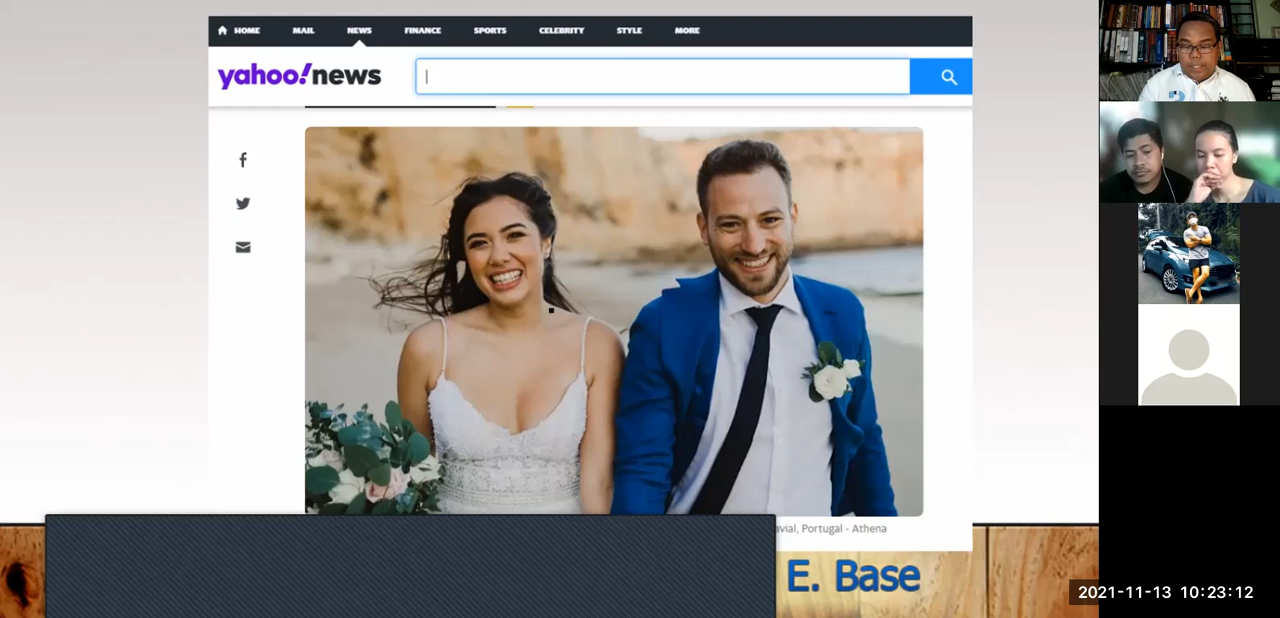 HOME MAIL NEWS FINANCE SPORTS CELEBRITY STYLE MORE
yahoo!news
avial, Portugal - Athena
E. Base
2021-11-13 10:23:12